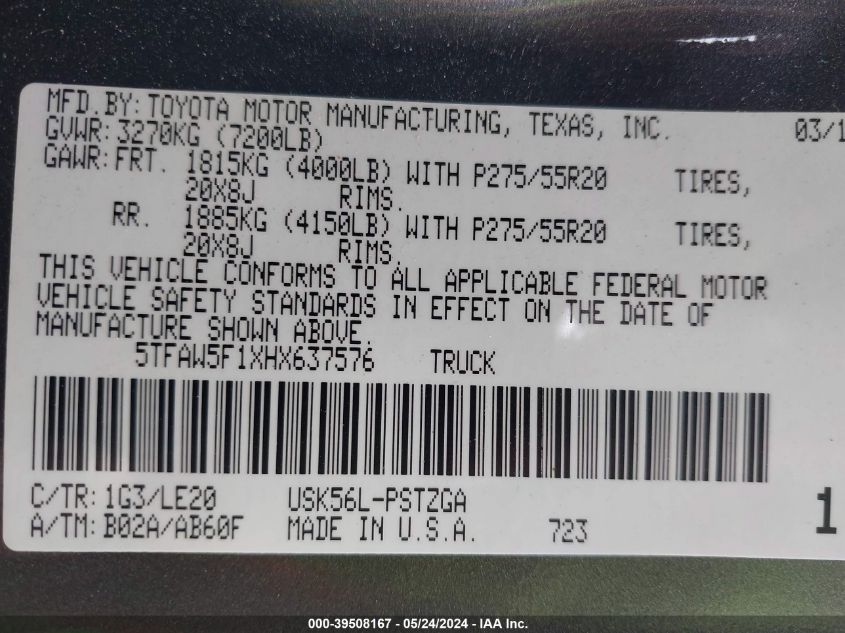 MFD. BY: TOYOTA MOTOR MANUFACTURING, TEXAS, INC. 03/1
GVWR: 3270KG (7200LB)
GAWR: FRT. 1815KG (4000LB) WITH P275/55R20 TIRES,
20X8J RIMS.
RR. 1885KG (4150LB) WITH P275/55R20 TIRES,
20X8J RIMS.
THIS VEHICLE CONFORMS TO ALL APPLICABLE FEDERAL MOTOR
VEHICLE SAFETY STANDARDS IN EFFECT ON THE DATE OF
MANUFACTURE SHOWN ABOVE.
5TFAW5F1XHX637576 TRUCK
C/TR: 1G3/LE20 USK56L-PSTZGA 1
A/TM: B02A/AB60F MADE IN U.S.A. 723
000-39508167 - 05/24/2024 - IAA Inc.